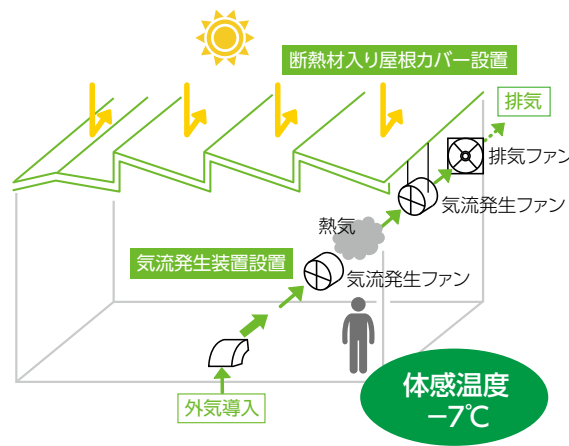 断熱材入り屋根カバー設置
排気
排気ファン
気流発生ファン
熱気
気流発生装置設置
気流発生ファン
外気導入
体感温度
−7℃